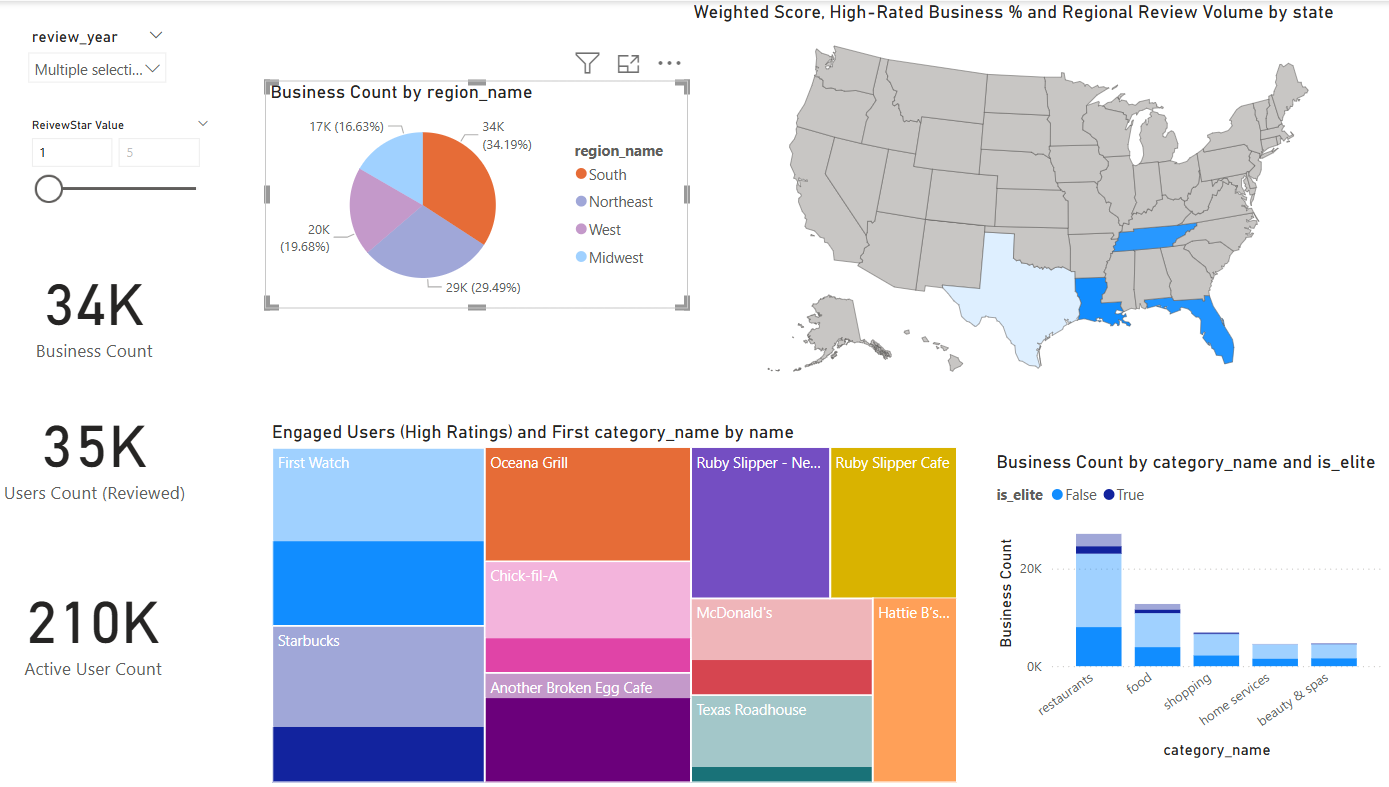 Weighted Score, High-Rated Business % and Regional Review Volume by state
review_year
Multiple selecti...
ReivewStar Value
1
5
Business Count by region_name
17K (16.63%)
34K
(34.19%)
20K
(19.68%)
29K (29.49%)
region_name
South
Northeast
West
Midwest
34K
Business Count
35K
Users Count (Reviewed)
210K
Active User Count
Engaged Users (High Ratings) and First category_name by name
First Watch
Oceana Grill
Ruby Slipper - Ne...
Ruby Slipper Cafe
Chick-fil-A
McDonald's
Hattie B's...
Starbucks
Another Broken Egg Cafe
Texas Roadhouse
Business Count by category_name and is_elite
is_elite False True
Business Count
20K
0K
restaurants
food
shopping
home services
beauty & spas
category_name